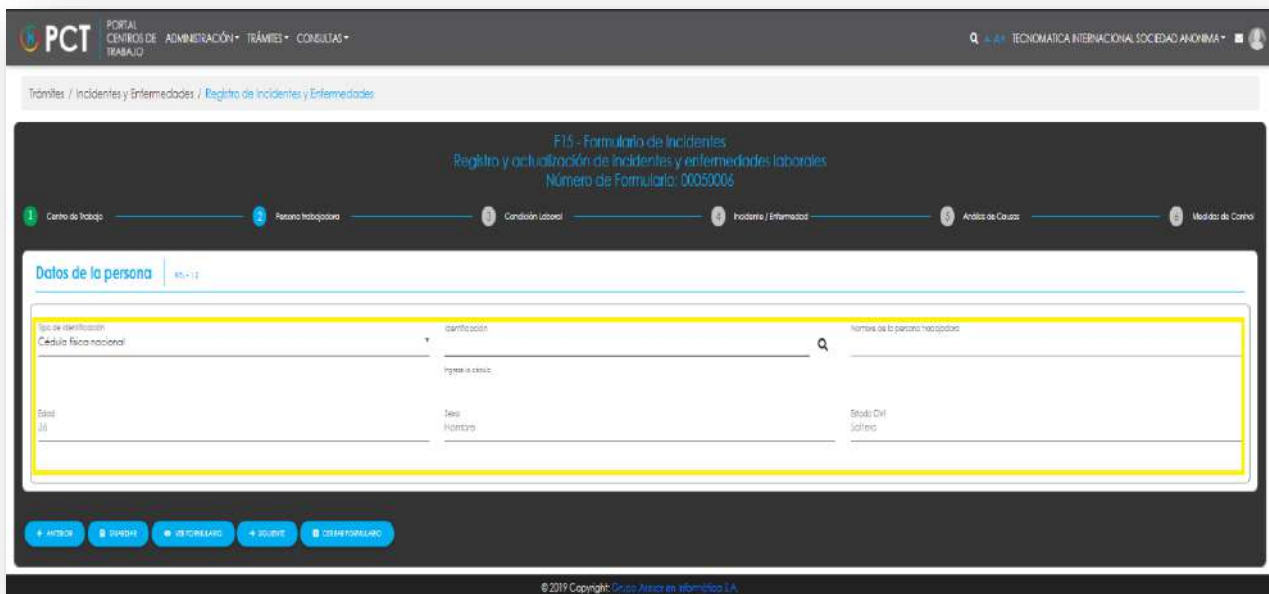 PCT
PORTAL
CENTROS DE
TRABAJO
ADMINISTRACIÓN TRÁMITES CONSULTAS
TECNOMATICA INTERNACIONAL SOCIEDAD ANONIMA
Trámites / Incidentes y Enfermedades / Registro de Incidentes y Enfermedades
F15 - Formulario de Incidentes
Registro y actualización de incidentes y enfermedades laborales
Número de Formulario: 00050006
1 Centro de Trabajo 2 Persona trabajadora 3 Condición Laboral 4 Incidente / Enfermedad 5 Análisis de Causas 6 Medidas de Control
Datos de la persona
Tipo de identificación Identificación Nombre de la persona trabajadora
Cédula física nacional
Ingrese la cédula
Edad Sexo Estado Civil
36 Hombre Soltero
ANTERIOR GUARDAR VER FORMULARIO SIGUIENTE CERRAR FORMULARIO
© 2019 Copyright: Grupo Asesor en Informática S.A.